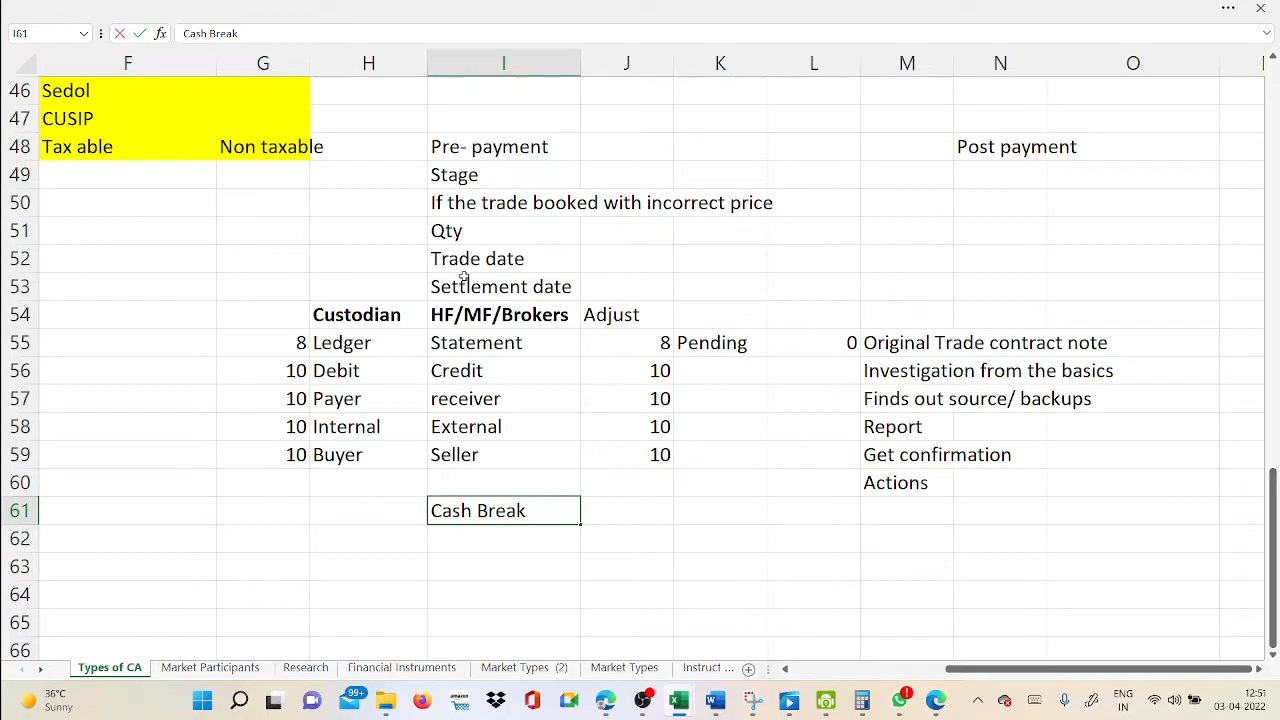 I61 fx Cash Break
F G H I J K L M N O
46 Sedol
47 CUSIP
48 Tax able Non taxable Pre- payment Post payment
49 Stage
50 If the trade booked with incorrect price
51 Qty
52 Trade date
53 Settlement date
54 Custodian HF/MF/Brokers Adjust
55 8 Ledger Statement 8 Pending 0 Original Trade contract note
56 10 Debit Credit 10 Investigation from the basics
57 10 Payer receiver 10 Finds out source/ backups
58 10 Internal External 10 Report
59 10 Buyer Seller 10 Get confirmation
60 Actions
61 Cash Break
62
63
64
65
66
Types of CA Market Participants Research Financial Instruments Market Types (2) Market Types Instruct ...
36°C
Sunny
99+
amazon
ENG
IN
12:51
03-04-2022